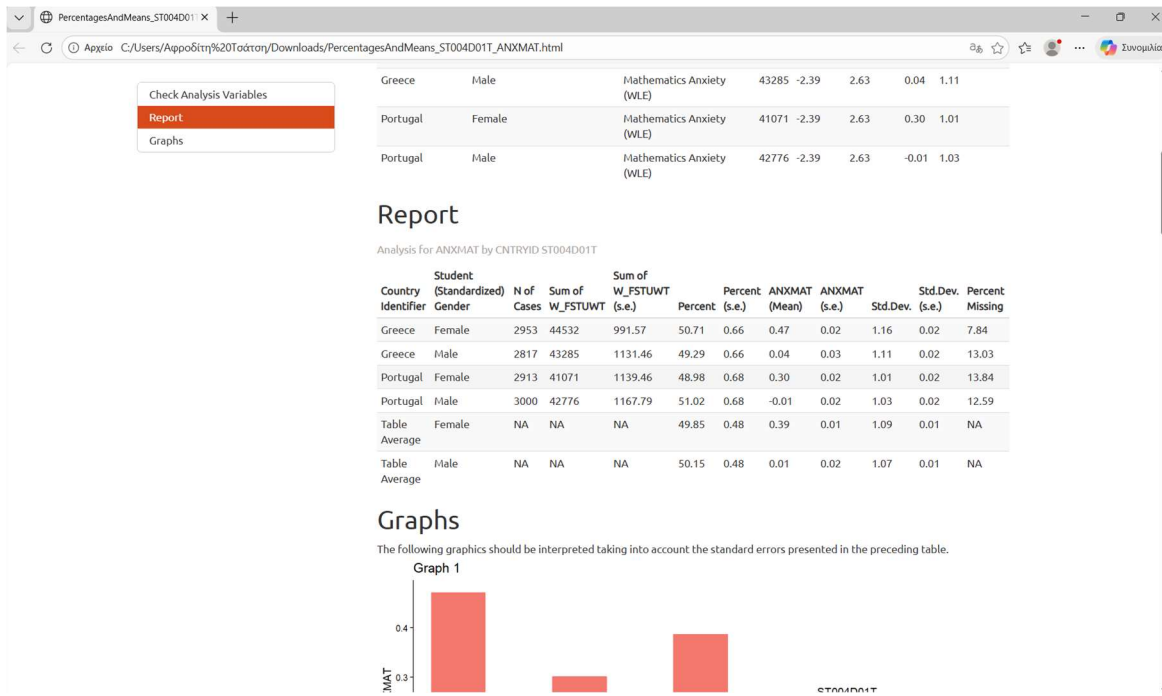 PercentagesAndMeans_ST004D01T
Αρχείο C:/Users/Αφροδίτη%20Τσάτση/Downloads/PercentagesAndMeans_ST004D01T_ANXMAT.html
Συνομιλία
Check Analysis Variables
Report
Graphs
Greece Male Mathematics Anxiety 43285 -2.39 2.63 0.04 1.11
(WLE)
Portugal Female Mathematics Anxiety 41071 -2.39 2.63 0.30 1.01
(WLE)
Portugal Male Mathematics Anxiety 42776 -2.39 2.63 -0.01 1.03
(WLE)
Report
Analysis for ANXMAT by CNTRYID ST004D01T
Student Sum of
Country (Standardized) N of Sum of W_FSTUWT Percent ANXMAT ANXMAT Std.Dev. Percent
Identifier Gender Cases W_FSTUWT (s.e.) Percent (s.e.) (Mean) (s.e.) Std.Dev. (s.e.) Missing
Greece Female 2953 44532 991.57 50.71 0.66 0.47 0.02 1.16 0.02 7.84
Greece Male 2817 43285 1131.46 49.29 0.66 0.04 0.03 1.11 0.02 13.03
Portugal Female 2913 41071 1139.46 48.98 0.68 0.30 0.02 1.01 0.02 13.84
Portugal Male 3000 42776 1167.79 51.02 0.68 -0.01 0.02 1.03 0.02 12.59
Table Female NA NA NA 49.85 0.48 0.39 0.01 1.09 0.01 NA
Average
Table Male NA NA NA 50.15 0.48 0.01 0.02 1.07 0.01 NA
Average
Graphs
The following graphics should be interpreted taking into account the standard errors presented in the preceding table.
Graph 1
0.4
0.3
ST004D01T